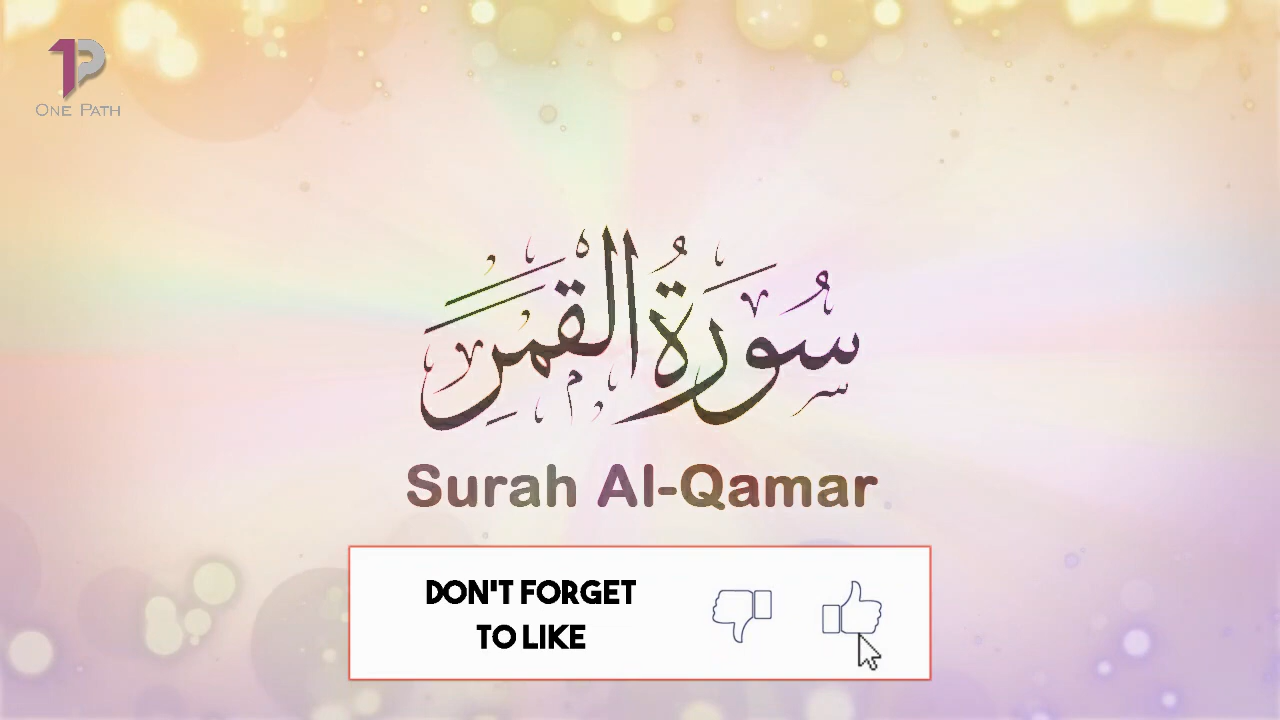 1P
ONE PATH
سُورَةُ القَمَرِ
Surah Al-Qamar
DON'T FORGET
TO LIKE